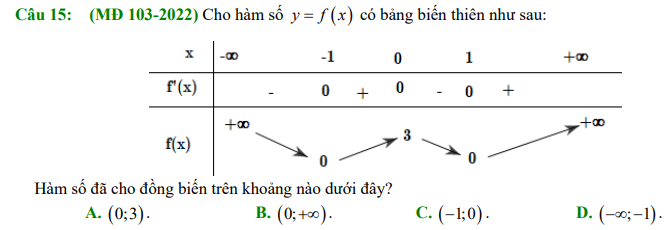 Câu 15: (MĐ 103-2022) Cho hàm số y = f(x) có bảng biến thiên như sau:
x -∞ -1 0 1 +∞
f'(x) - 0 + 0 - 0 +
+∞ 3 +∞
f(x)
0 0
Hàm số đã cho đồng biến trên khoảng nào dưới đây?
A. (0;3). B. (0;+∞). C. (−1;0). D. (−∞;−1).